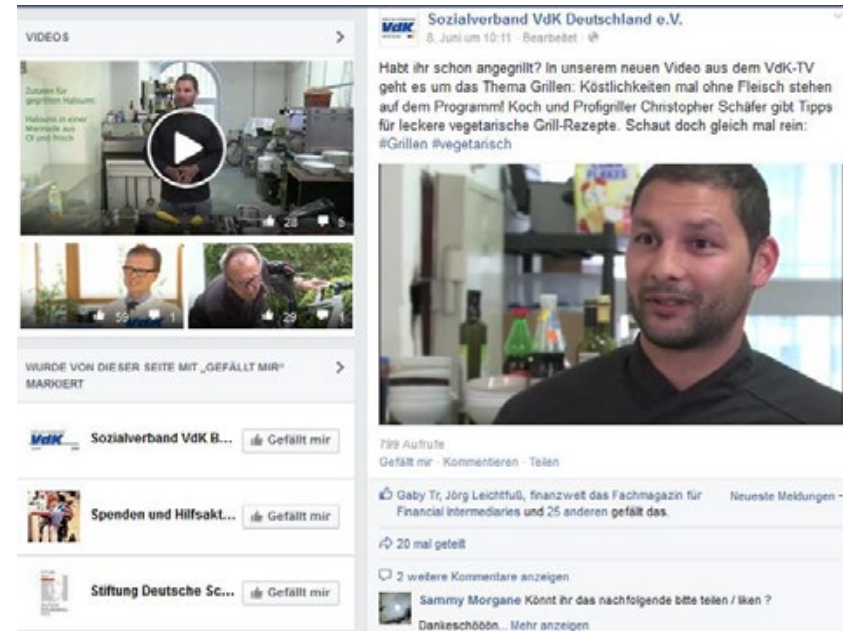 VIDEOS
Zutaten für
gegrillten Halloumi
Halloumi in einer
Marinade aus
Öl und frisch
28 5
59 1
29 1
WURDE VON DIESER SEITE MIT „GEFÄLLT MIR“
MARKIERT
VdK
Sozialverband VdK B... Gefällt mir
Spenden und Hilfsakt... Gefällt mir
Stiftung Deutsche Sc... Gefällt mir
VdK
Sozialverband VdK Deutschland e.V.
8. Juni um 10:11 · Bearbeitet ·
Habt ihr schon angegrillt? In unserem neuen Video aus dem VdK-TV
geht es um das Thema Grillen: Köstlichkeiten mal ohne Fleisch stehen
auf dem Programm! Koch und Profigriller Christopher Schäfer gibt Tipps
für leckere vegetarische Grill-Rezepte. Schaut doch gleich mal rein:
#Grillen #vegetarisch
FLAKES
799 Aufrufe
Gefällt mir · Kommentieren · Teilen
Gaby Tr, Jörg Leichtfuß, finanzwelt das Fachmagazin für
Financial Intermediaries und 25 anderen gefällt das.
Neueste Meldungen
20 mal geteilt
2 weitere Kommentare anzeigen
Sammy Morgane Könnt ihr das nachfolgende bitte teilen / liken ?
Dankeschööön... Mehr anzeigen